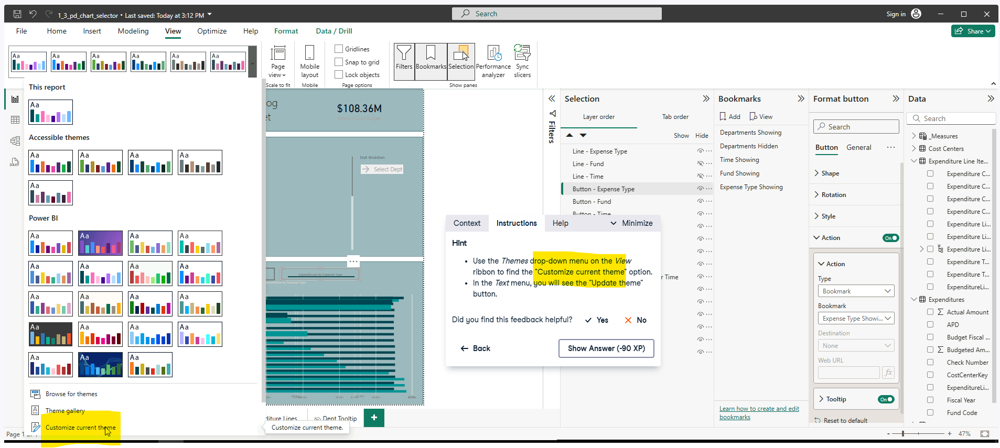 1_3_pd_chart_selector • Last saved: Today at 3:12 PM
Search
Sign in
File Home Insert Modeling View Optimize Help Format Data / Drill
Share
Aa Aa Aa Aa Aa Aa
Page view
Scale to fit
Mobile layout
Mobile
Gridlines
Snap to grid
Lock objects
Page options
Filters
Bookmarks
Selection
Performance analyzer
Sync slicers
Show panes
This report
Aa
Accessible themes
Aa Aa Aa Aa
Aa
Power BI
Aa Aa Aa Aa
Aa Aa Aa Aa
Aa Aa Aa Aa
Aa Aa Aa Aa
Aa Aa Aa
Browse for themes
Theme gallery
Customize current theme
Customize current theme.
DAX
og
et
$108.36M
Dept. Breakdown
Select Dept
Expenditures by Expense Type
diture Lines
Dept Tooltip
+
Page 1 of
Filters
Selection
Layer order
Tab order
Show Hide
Line - Expense Type
Line - Fund
Line - Time
Button - Expense Type
Button - Fund
Button - Time
r Time
Context
Instructions
Help
Minimize
Hint
• Use the Themes drop-down menu on the View
ribbon to find the "Customize current theme" option.
• In the Text menu, you will see the "Update theme"
button.
Did you find this feedback helpful?
Yes
No
Back
Show Answer (-90 XP)
Bookmarks
Add
View
Departments Showing
Departments Hidden
Time Showing
Fund Showing
Expense Type Showing
Learn how to create and edit
bookmarks
Format button
Search
Button
General
Shape
Rotation
Style
Action
On
Action
Type
Bookmark
Bookmark
Expense Type Showi...
Destination
None
Web URL
fx
Tooltip
On
Reset to default
Data
Search
_Measures
Cost Centers
Expenditure Line Ite...
Expenditure C...
Expenditure C...
Expenditure C...
Expenditure C...
Expenditure Li...
Expenditure Li...
Expenditure Li...
Expenditure T...
Expenditure T...
ExpenditureLi...
Expenditures
Actual Amount
APD
Budget Fiscal ...
Budgeted Am...
Check Number
CostCenterKey
ExpenditureLi...
Fiscal Year
Fund Code
- + 47%